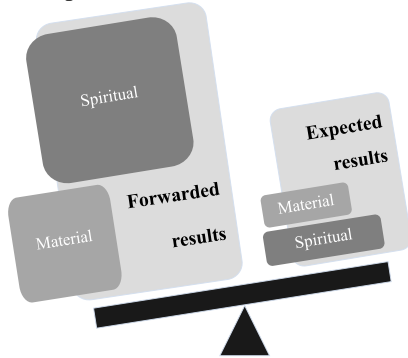 Spiritual
Forwarded
results
Material
Expected
results
Material
Spiritual